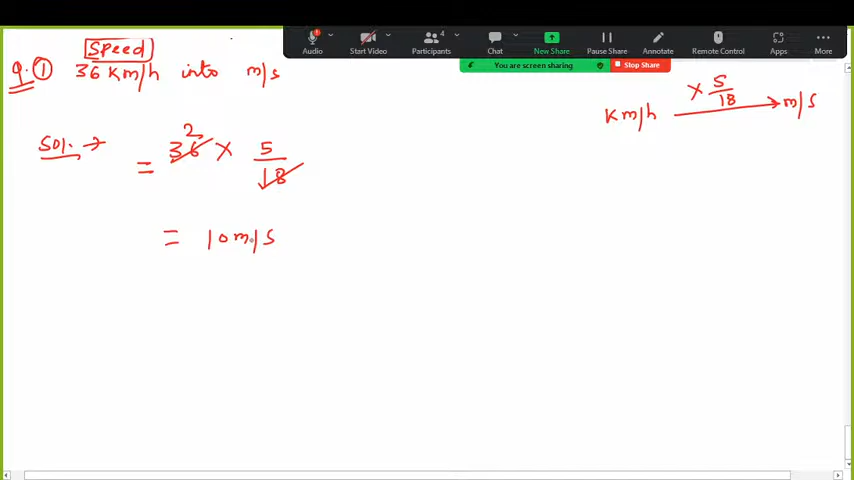 Speed
Q.① 36 Km/h into m/s
Audio Start Video Participants 4 Chat New Share Pause Share Annotate Remote Control Apps More
You are screen sharing Stop Share
Km/h × 5/18 → m/s
Sol. → = 36 2 × 5/18
= 10 m/s